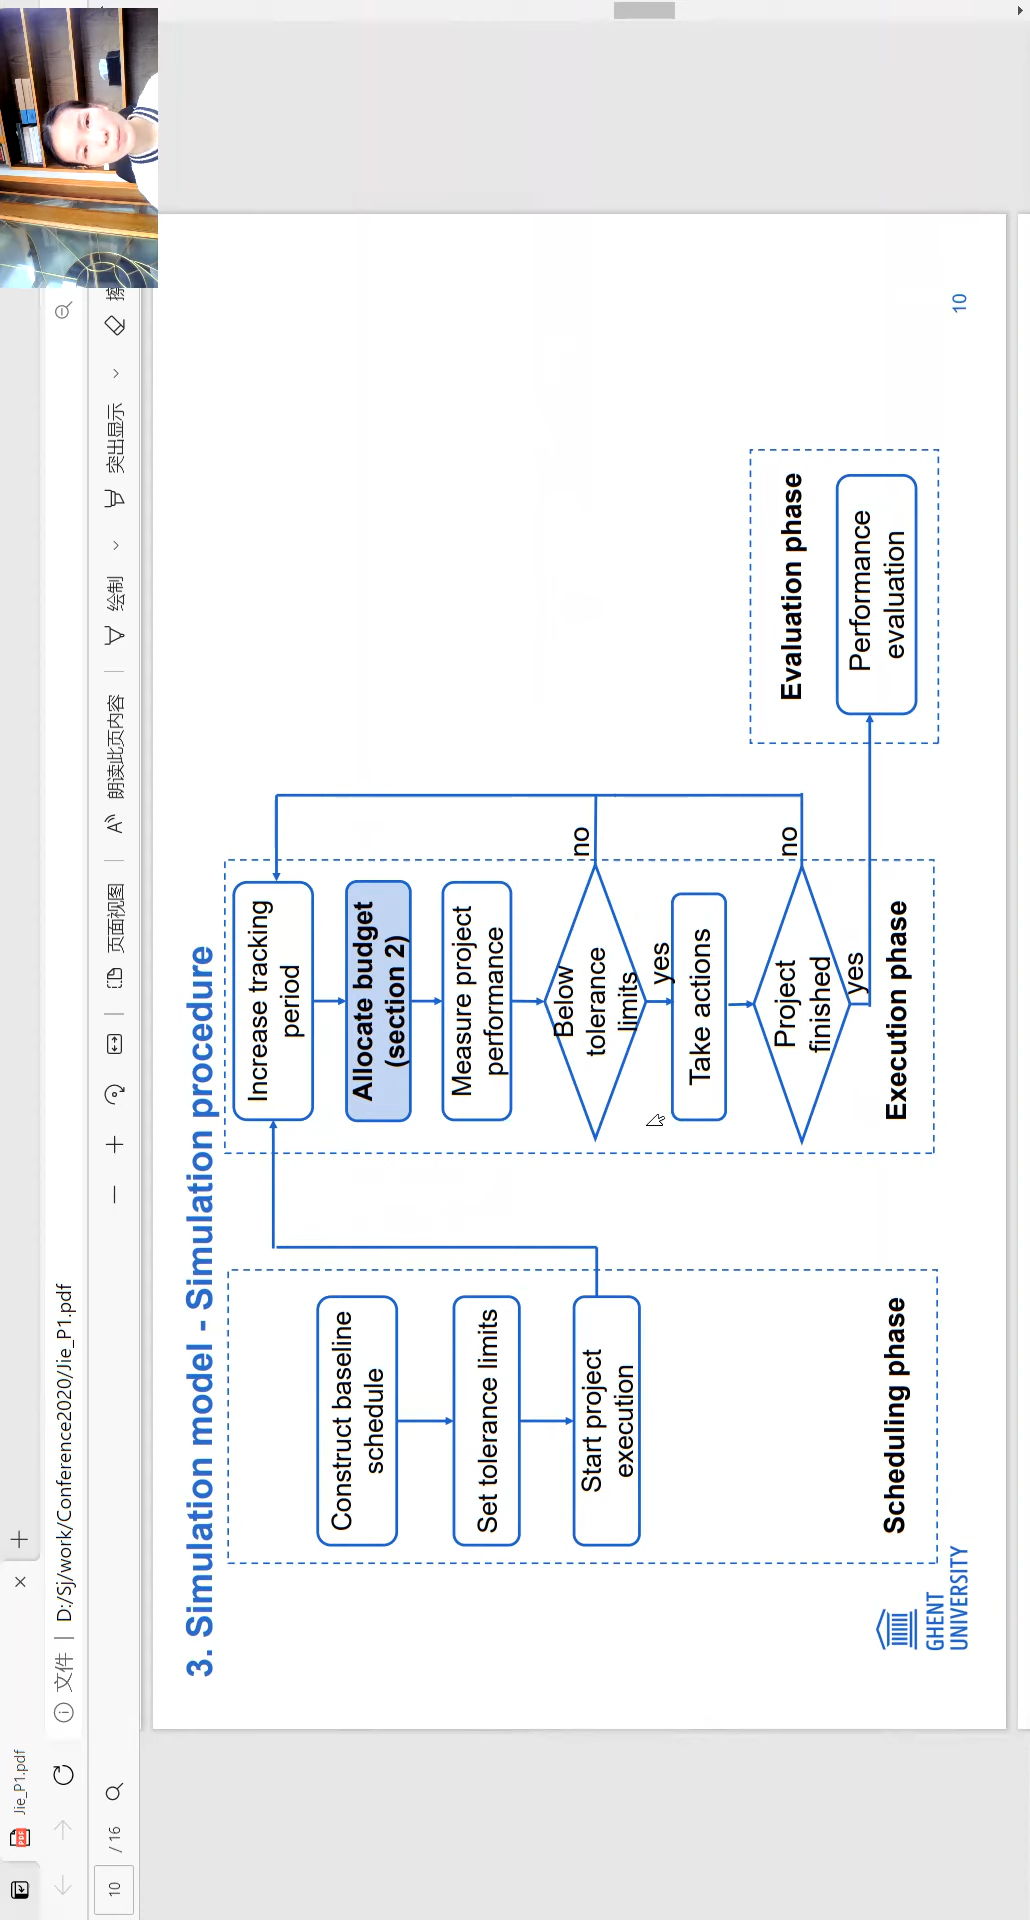 Jie_P1.pdf
文件 | D:/Sj/work/Conference2020/Jie_P1.pdf
10 / 16
页面视图
朗读此页内容
绘制
突出显示
3. Simulation model - Simulation procedure
Construct baseline
schedule
Set tolerance limits
Start project
execution
Scheduling phase
Increase tracking
period
Allocate budget
(section 2)
Measure project
performance
Below
tolerance
limits
no
yes
Take actions
Project
finished
no
yes
Execution phase
Evaluation phase
Performance
evaluation
GHENT
UNIVERSITY
10